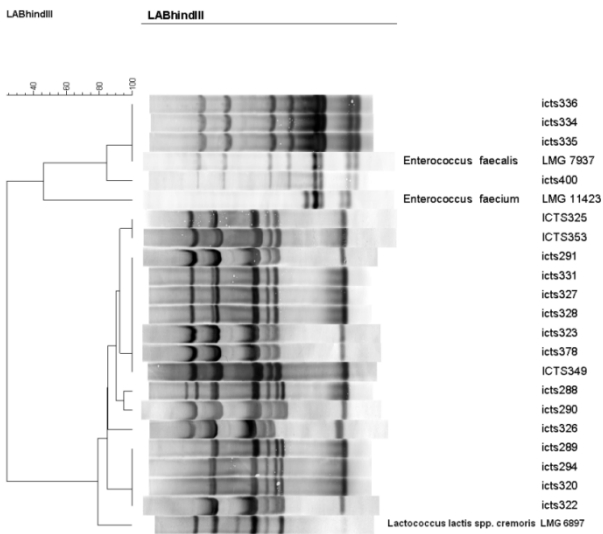 LABhindIII LABhindIII
40 60 80 100
icts336
icts334
icts335
Enterococcus faecalis LMG 7937
icts400
Enterococcus faecium LMG 11423
ICTS325
ICTS353
icts291
icts331
icts327
icts328
icts323
icts378
ICTS349
icts288
icts290
icts326
icts289
icts294
icts320
icts322
Lactococcus lactis spp. cremoris LMG 6897